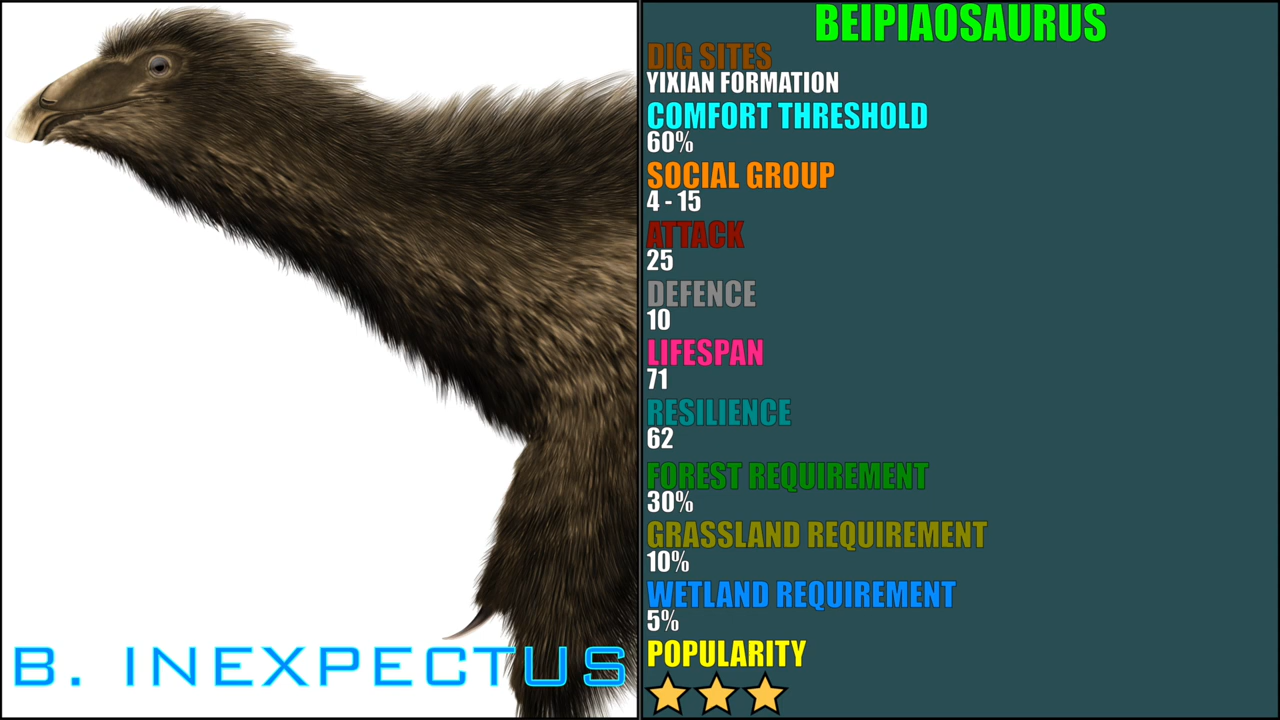 BEIPIAOSAURUS
DIG SITES
YIXIAN FORMATION
COMFORT THRESHOLD
60%
SOCIAL GROUP
4 - 15
ATTACK
25
DEFENCE
10
LIFESPAN
71
RESILIENCE
62
FOREST REQUIREMENT
30%
GRASSLAND REQUIREMENT
10%
WETLAND REQUIREMENT
5%
POPULARITY
B. INEXPECTUS